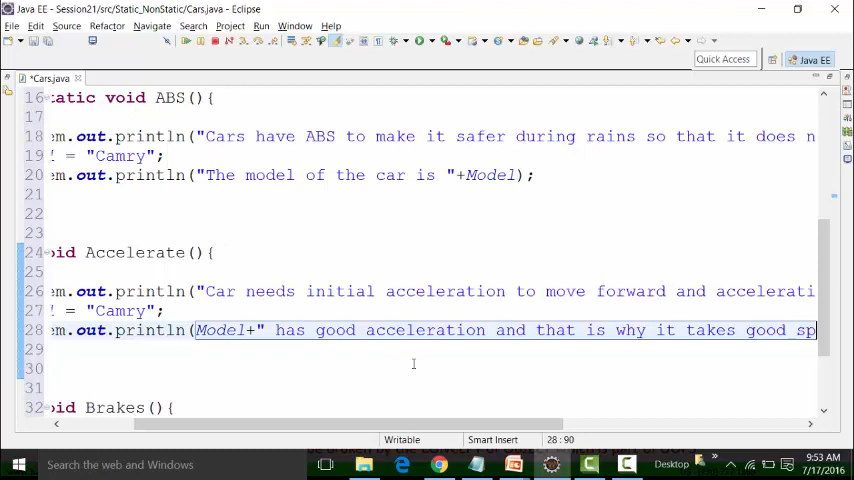 Java EE - Session21/src/Static_NonStatic/Cars.java - Eclipse
File Edit Source Refactor Navigate Search Project Run Window Help
Quick Access
Java EE
*Cars.java
16 tatic void ABS(){
17
18 em.out.println("Cars have ABS to make it safer during rains so that it does n
19 = "Camry";
20 em.out.println("The model of the car is "+Model);
21
22
23
24 oid Accelerate(){
25
26 em.out.println("Car needs initial acceleration to move forward and accelerati
27 = "Camry";
28 em.out.println(Model+" has good acceleration and that is why it takes good sp
29
30
31
32 oid Brakes(){
Writable Smart Insert 28 : 90
Search the web and Windows
Desktop
9:53 AM
7/17/2016